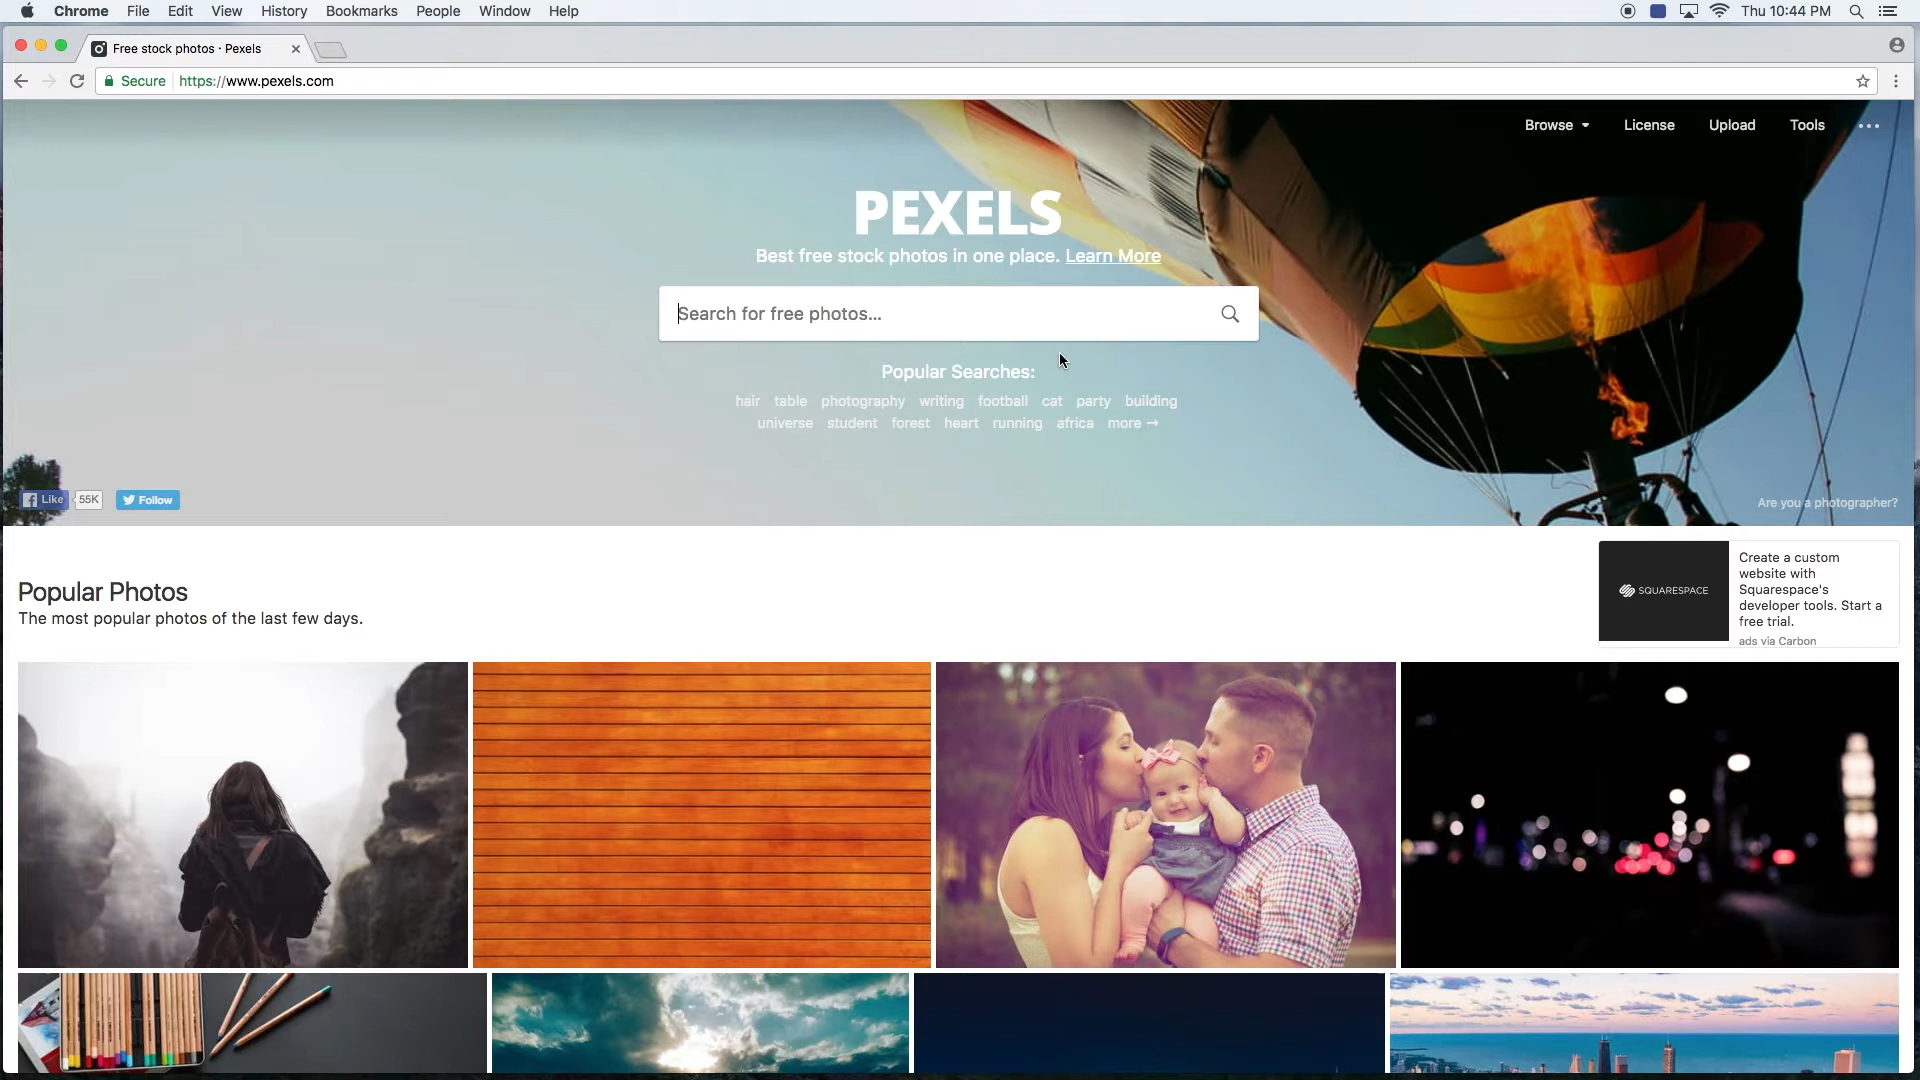 Chrome File Edit View History Bookmarks People Window Help
Thu 10:44 PM
Free stock photos · Pexels
Secure https://www.pexels.com
Browse License Upload Tools
PEXELS
Best free stock photos in one place. Learn More
Search for free photos...
Popular Searches:
hair table photography writing football cat party building
universe student forest heart running africa more →
Like 55K Follow
Are you a photographer?
Popular Photos
The most popular photos of the last few days.
SQUARESPACE
Create a custom
website with
Squarespace's
developer tools. Start a
free trial.
ads via Carbon